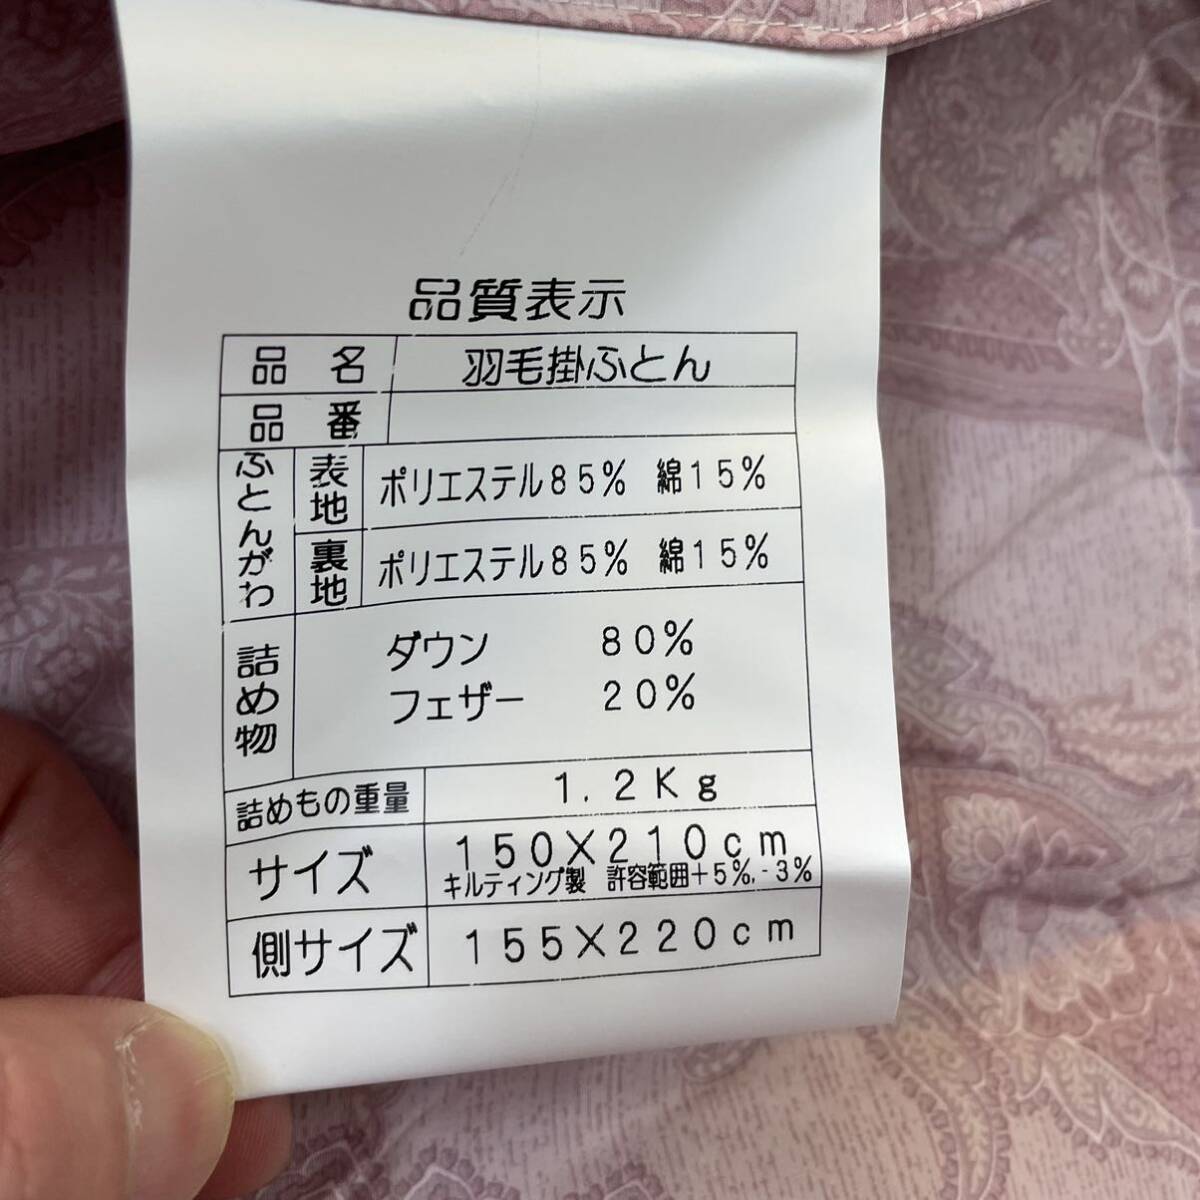 品質表示
品名 羽毛掛ふとん
品番
ふとんがわ 表地 ポリエステル85% 綿15%
裏地 ポリエステル85% 綿15%
詰め物 ダウン 80%
フェザー 20%
詰めもの重量 1.2Kg
サイズ 150×210cm
キルティング製 許容範囲+5%,-3%
側サイズ 155×220cm